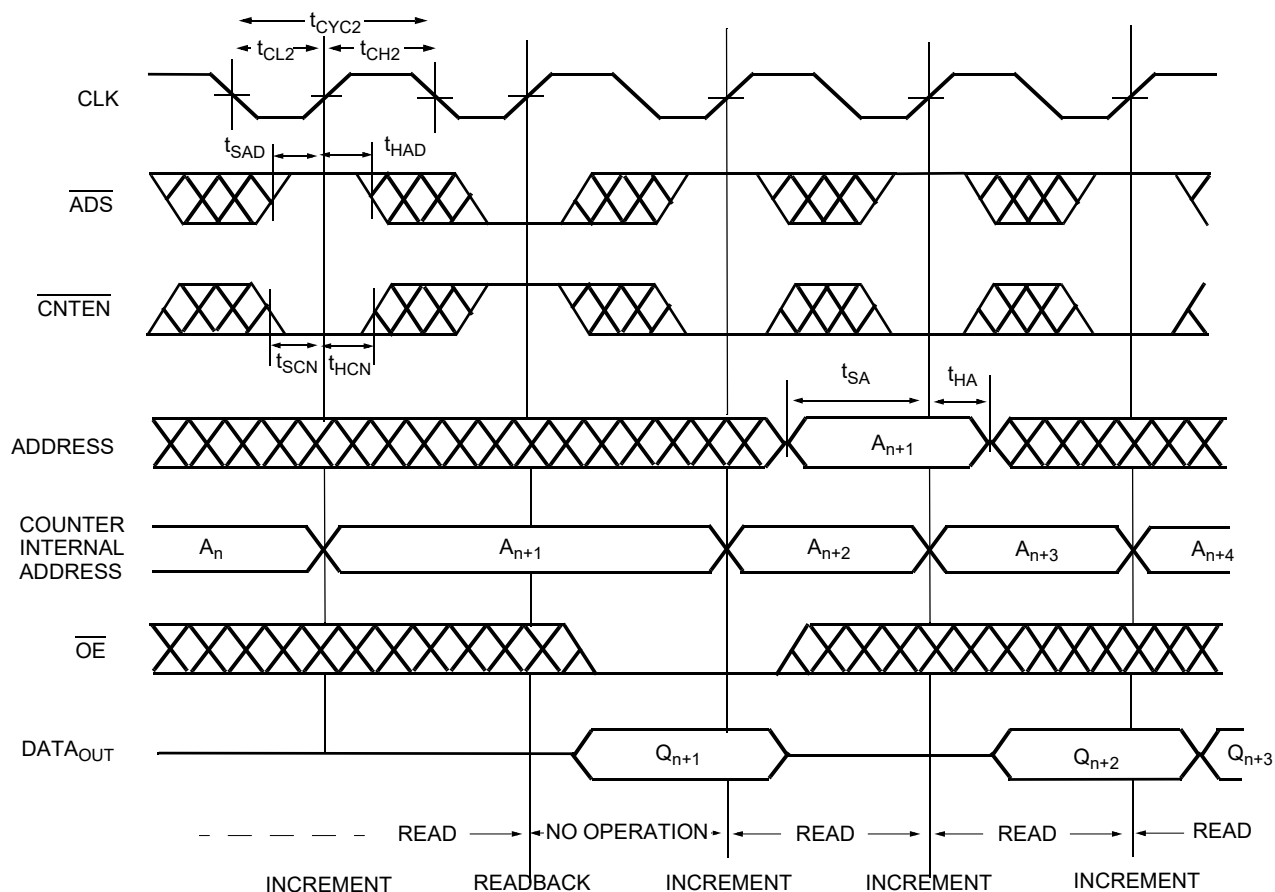 tCYC2
tCL2 tCH2
CLK
tSAD tHAD
ADS
CNTEN
tSCN tHCN
tSA tHA
ADDRESS An+1
COUNTER
INTERNAL
ADDRESS
An An+1 An+2 An+3 An+4
OE
DATAOUT Qn+1 Qn+2 Qn+3
READ NO OPERATION READ READ READ
INCREMENT READBACK INCREMENT INCREMENT INCREMENT